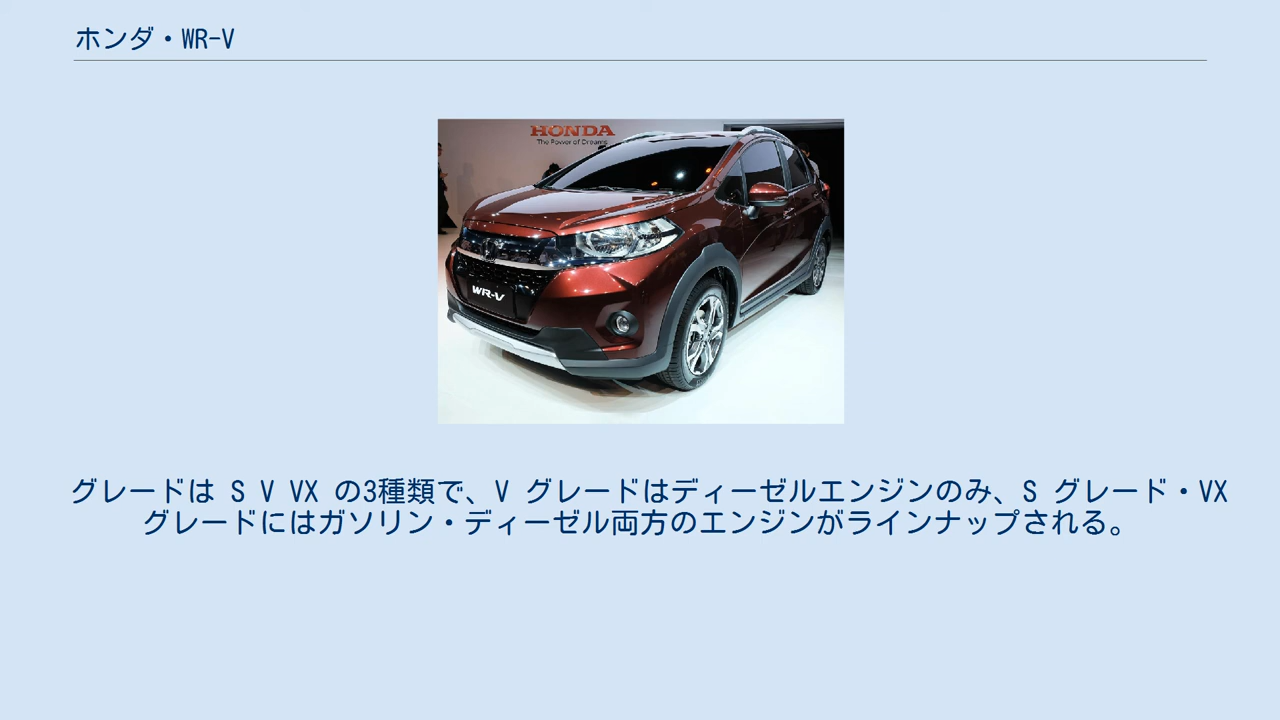 ホンダ・WR-V
HONDA
The Power of Dreams
WR-V
グレードは S V VX の3種類で、V グレードはディーゼルエンジンのみ、S グレード・VX
グレードにはガソリン・ディーゼル両方のエンジンがラインナップされる。